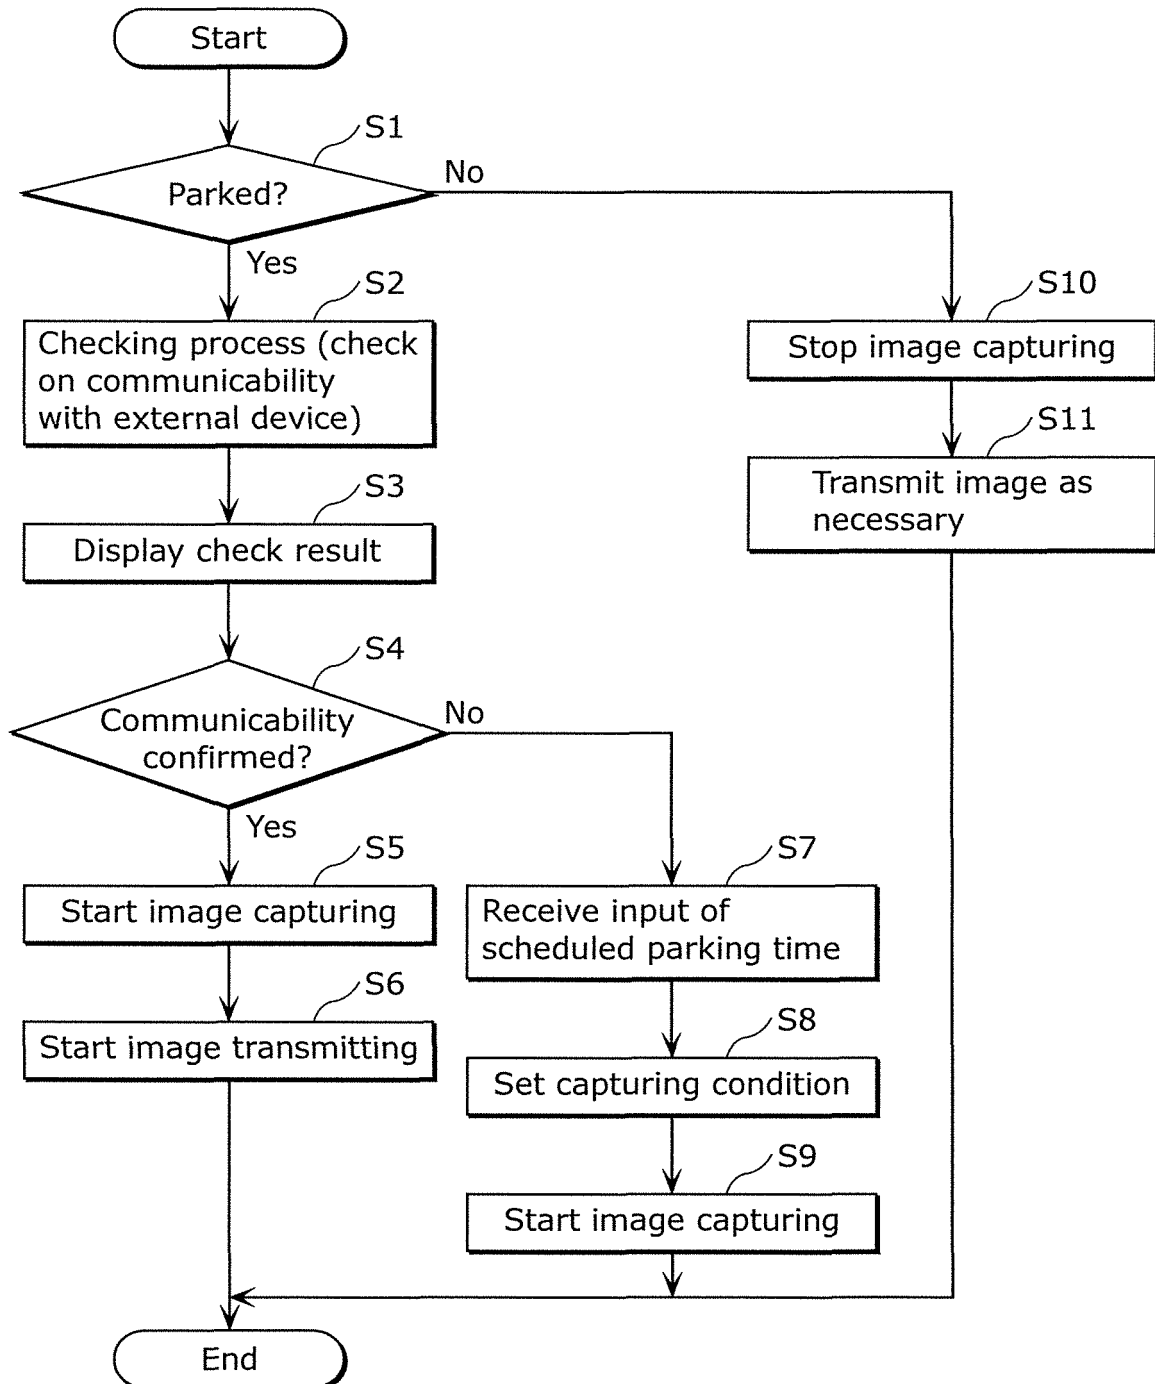 Start
S1
Parked?
No
Yes
S2
Checking process (check
on communicability
with external device)
S10
Stop image capturing
S11
Transmit image as
necessary
S3
Display check result
S4
Communicability
confirmed?
No
Yes
S5
Start image capturing
S6
Start image transmitting
S7
Receive input of
scheduled parking time
S8
Set capturing condition
S9
Start image capturing
End